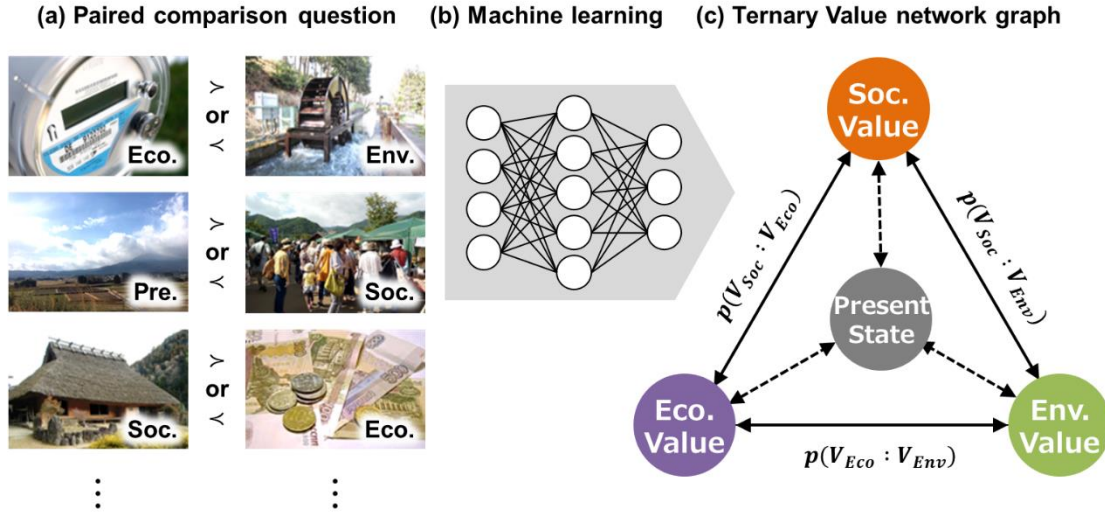 (a) Paired comparison question
(b) Machine learning
(c) Ternary Value network graph
Eco.
≻
or
≺
Env.
Pre.
≻
or
≺
Soc.
Soc.
≻
or
≺
Eco.
⋮
⋮
Soc.
Value
p(V_Soc : V_Eco)
p(V_Soc : V_Env)
Present
State
Eco.
Value
Env.
Value
p(V_Eco : V_Env)